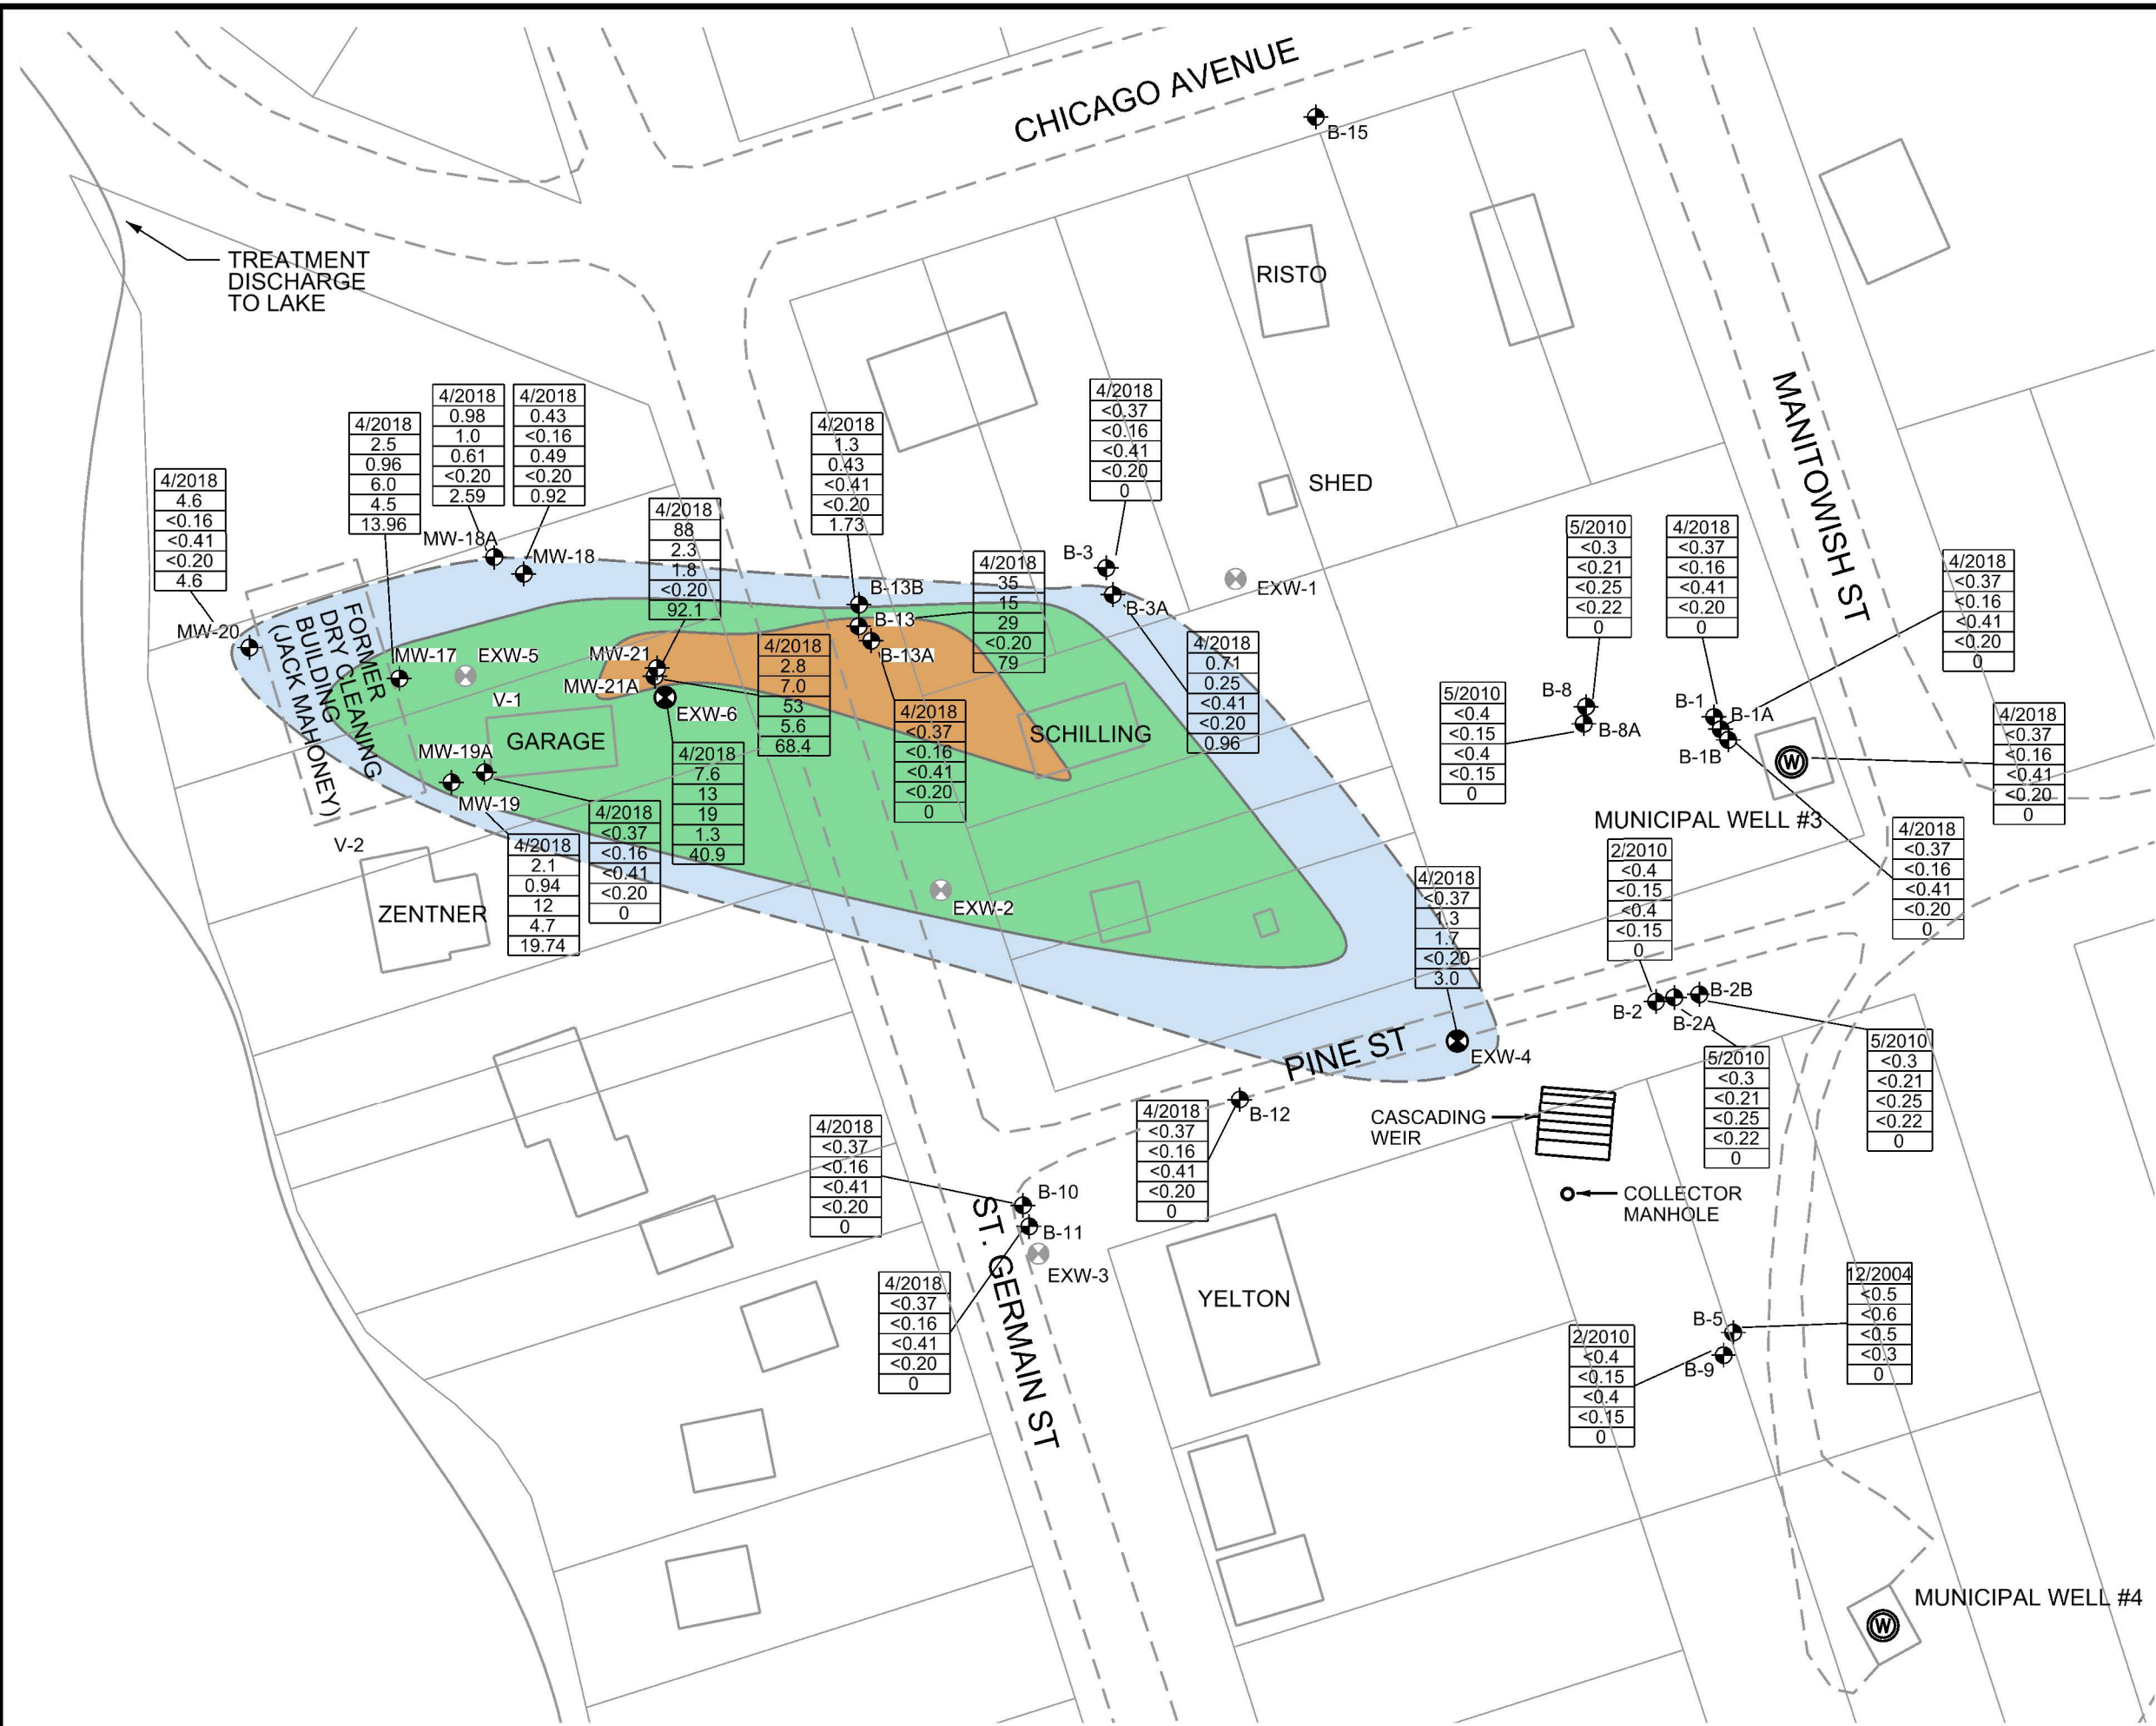 CHICAGO AVENUE
B-15
TREATMENT
DISCHARGE
TO LAKE
RISTO
SHED
MANITOWISH ST
4/2018
4.6
<0.16
<0.41
<0.20
4.6
MW-20
4/2018
2.5
0.96
6.0
4.5
13.96
MW-17
4/2018
0.98
1.0
0.61
<0.20
2.59
MW-18A
4/2018
0.43
<0.16
0.49
<0.20
0.92
MW-18
4/2018
88
2.3
1.8
<0.20
92.1
MW-21
4/2018
1.3
0.43
<0.41
<0.20
1.73
B-13B
4/2018
35
15
29
<0.20
79
B-13
4/2018
<0.37
<0.16
<0.41
<0.20
0
B-3
EXW-1
B-3A
4/2018
0.71
0.25
<0.41
<0.20
0.96
5/2010
<0.3
<0.21
<0.25
<0.22
0
B-8
4/2018
<0.37
<0.16
<0.41
<0.20
0
B-1
4/2018
<0.37
<0.16
<0.41
<0.20
0
B-1A
5/2010
<0.4
<0.15
<0.4
<0.15
0
B-8A
B-1B
W
4/2018
<0.37
<0.16
<0.41
<0.20
0
MUNICIPAL WELL #3
4/2018
<0.37
<0.16
<0.41
<0.20
0
FORMER
DRY CLEANING
BUILDING
(JACK MAHONEY)
EXW-5
V-1
GARAGE
MW-21A
EXW-6
4/2018
2.8
7.0
53
5.6
68.4
B-13A
4/2018
<0.37
<0.16
<0.41
<0.20
0
SCHILLING
4/2018
7.6
13
19
1.3
40.9
MW-19A
MW-19
V-2
ZENTNER
4/2018
2.1
0.94
12
4.7
19.74
4/2018
<0.37
<0.16
<0.41
<0.20
0
EXW-2
4/2018
<0.37
1.3
1.7
<0.20
3.0
EXW-4
PINE ST
2/2010
<0.4
<0.15
<0.4
<0.15
0
B-2
B-2A
B-2B
5/2010
<0.3
<0.21
<0.25
<0.22
0
5/2010
<0.3
<0.21
<0.25
<0.22
0
CASCADING
WEIR
COLLECTOR
MANHOLE
4/2018
<0.37
<0.16
<0.41
<0.20
0
B-12
4/2018
<0.37
<0.16
<0.41
<0.20
0
B-10
B-11
EXW-3
4/2018
<0.37
<0.16
<0.41
<0.20
0
ST. GERMAIN ST
YELTON
12/2004
<0.5
<0.6
<0.5
<0.3
0
B-5
B-9
2/2010
<0.4
<0.15
<0.4
<0.15
0
MUNICIPAL WELL #4
W